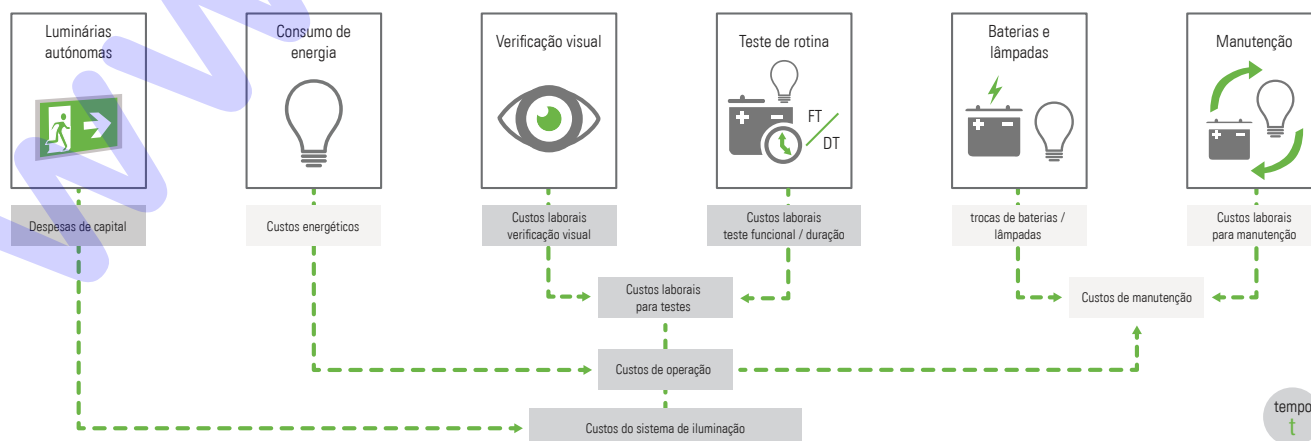 Luminárias
autónomas
Consumo de
energia
Verificação visual
Teste de rotina
FT
DT
Baterias e
lâmpadas
Manutenção
Despesas de capital
Custos energéticos
Custos laborais
verificação visual
Custos laborais
teste funcional / duração
trocas de baterias /
lâmpadas
Custos laborais
para manutenção
Custos laborais
para testes
Custos de manutenção
Custos de operação
Custos do sistema de iluminação
tempo
t